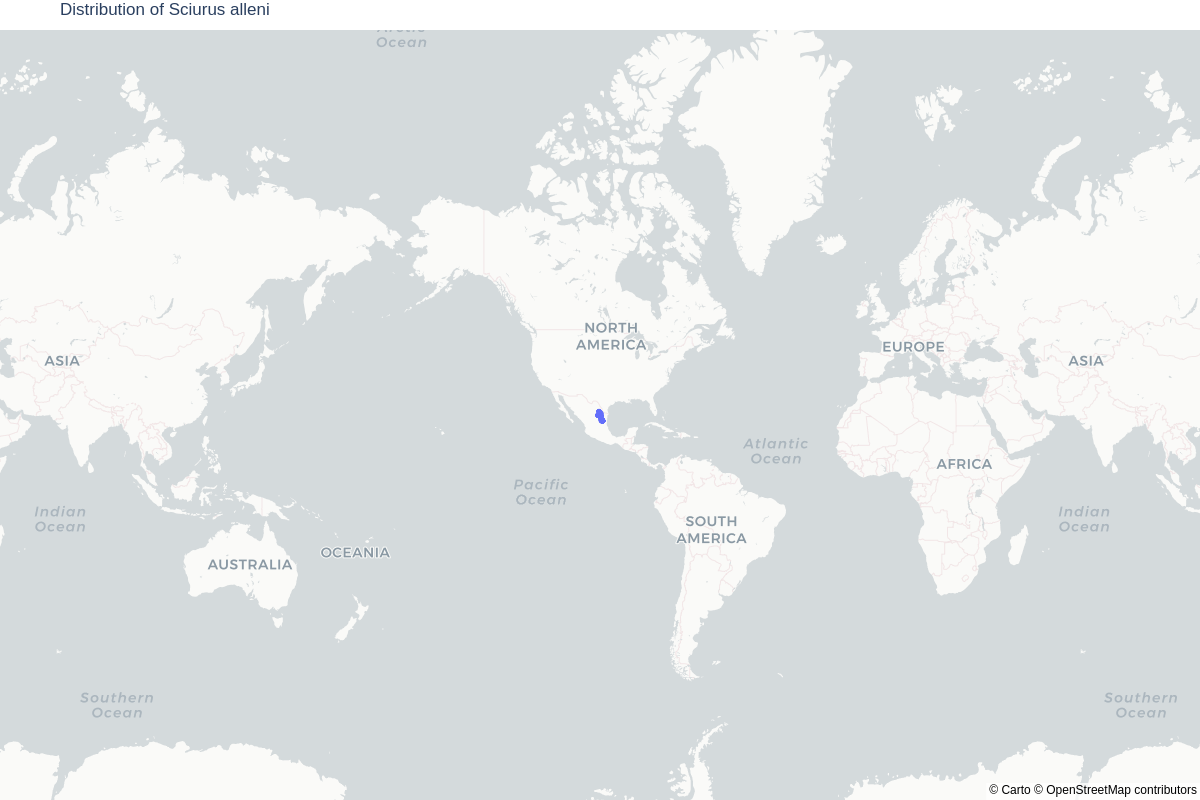 Distribution of Sciurus alleni
Arctic
Ocean
NORTH
AMERICA
EUROPE
ASIA
ASIA
Atlantic
Ocean
AFRICA
Pacific
Ocean
Indian
Ocean
Indian
Ocean
SOUTH
AMERICA
OCEANIA
AUSTRALIA
Southern
Ocean
Southern
Ocean
© Carto © OpenStreetMap contributors